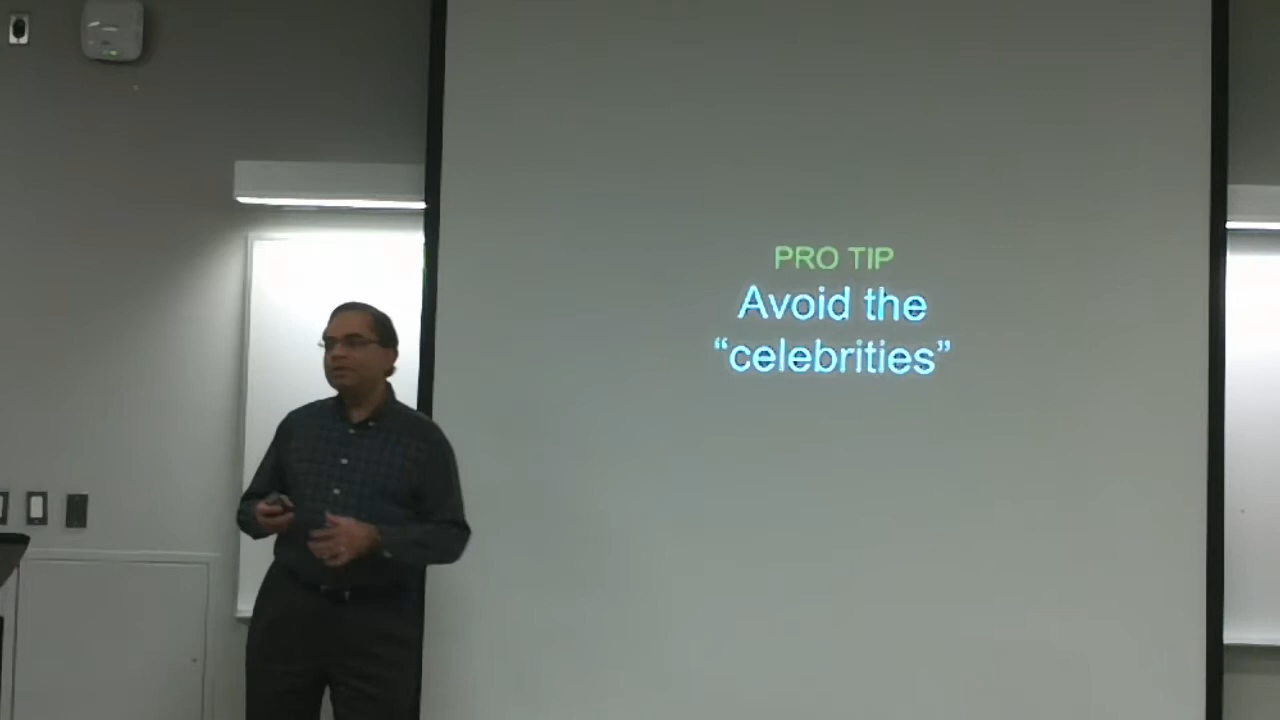 PRO TIP
Avoid the
“celebrities”